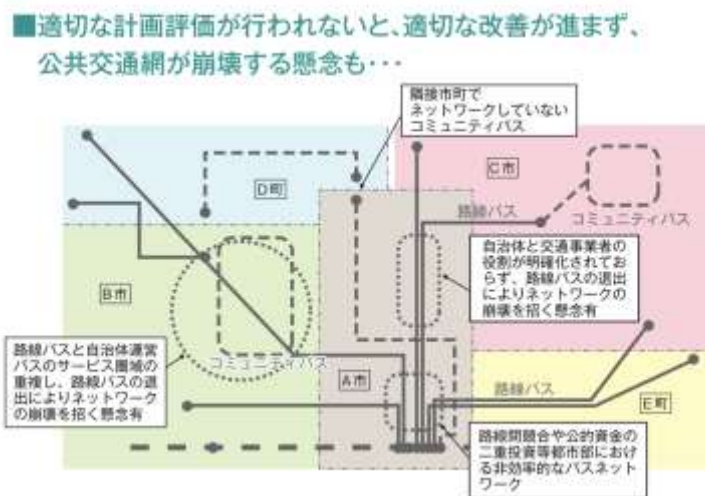 ■適切な計画評価が行われないと、適切な改善が進まず、
公共交通網が崩壊する懸念も・・・
隣接市町で
ネットワークしていない
コミュニティバス
C市
D町
路線バス
コミュニティバス
自治体と交通事業者の
役割が明確化されてお
らず、路線バスの退出
によりネットワークの
崩壊を招く懸念有
B市
路線バスと自治体運営
バスのサービス圏域の
重複し、路線バスの退
出によりネットワーク
の崩壊を招く懸念有
コミュニティバス
A市
路線バス
E町
路線間競合や公的資金の
二重投資等都市部におけ
る非効率的なバスネット
ワーク